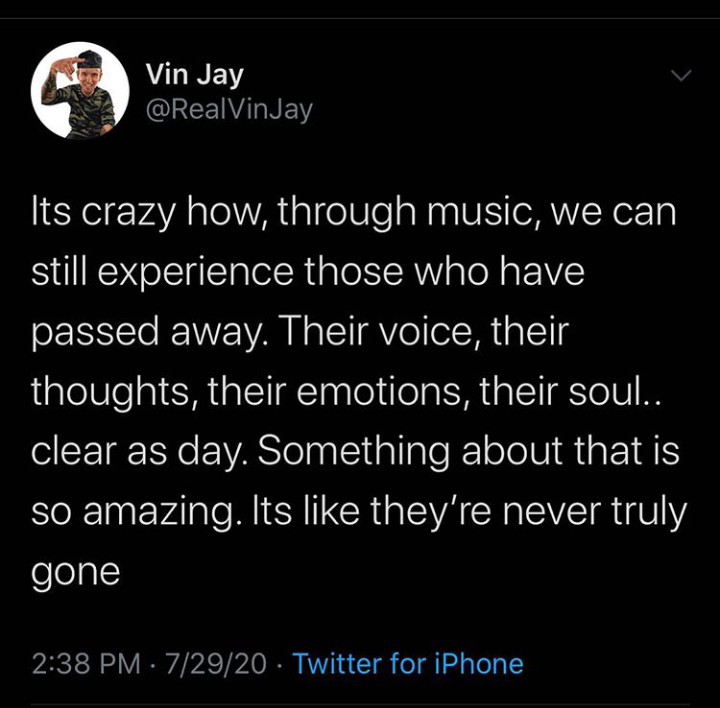 Vin Jay
@RealVinJay
Its crazy how, through music, we can
still experience those who have
passed away. Their voice, their
thoughts, their emotions, their soul..
clear as day. Something about that is
so amazing. Its like they’re never truly
gone
2:38 PM · 7/29/20 · Twitter for iPhone